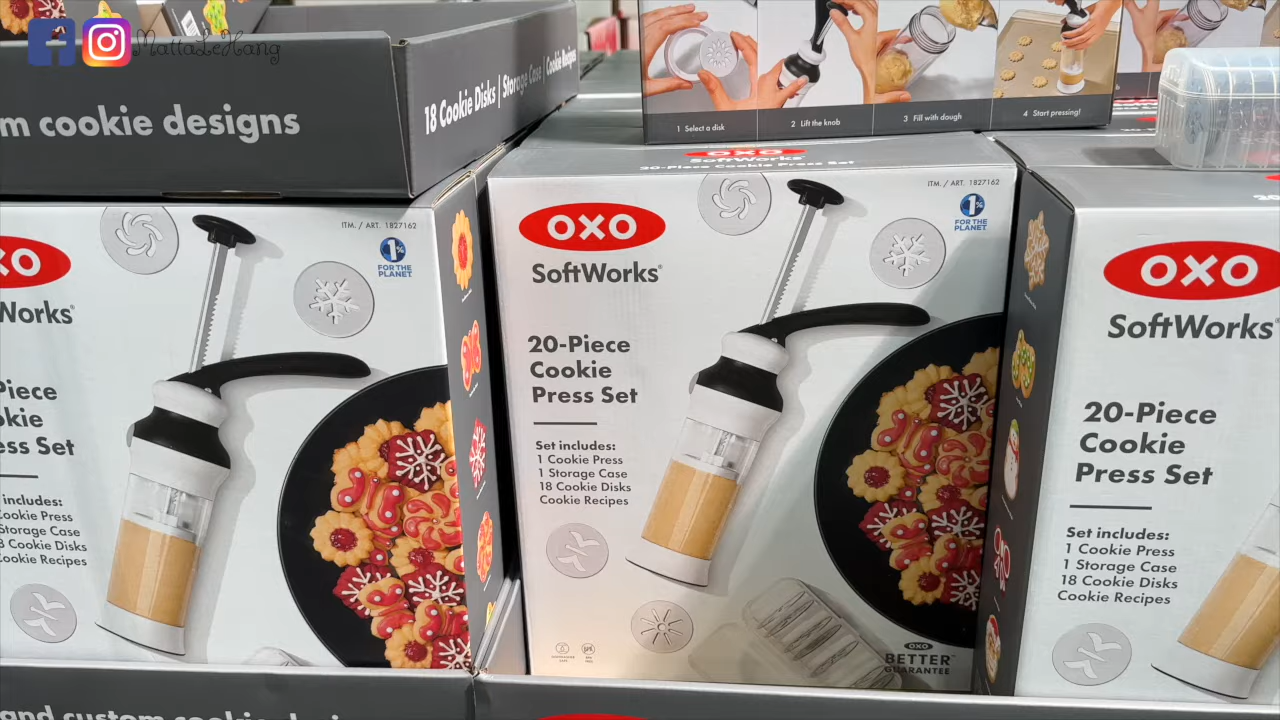 MattaLeHang
m cookie designs
18 Cookie Disks | Storage Case | Cookie Recipes
1 Select a disk
2 Lift the knob
3 Fill with dough
4 Start pressing!
OXO
SoftWorks
20-Piece Cookie Press Set
ITM. / ART. 1827162
1%
FOR THE
PLANET
XO
Works®
Piece
kie
ess Set
includes:
Cookie Press
Storage Case
8 Cookie Disks
Cookie Recipes
ITM. / ART. 1827162
1%
FOR THE
PLANET
OXO
SoftWorks®
20-Piece
Cookie
Press Set
Set includes:
1 Cookie Press
1 Storage Case
18 Cookie Disks
Cookie Recipes
OXO
BETTER
GUARANTEE
OXO
SoftWorks
20-Piece
Cookie
Press Set
Set includes:
1 Cookie Press
1 Storage Case
18 Cookie Disks
Cookie Recipes
and custom cookie